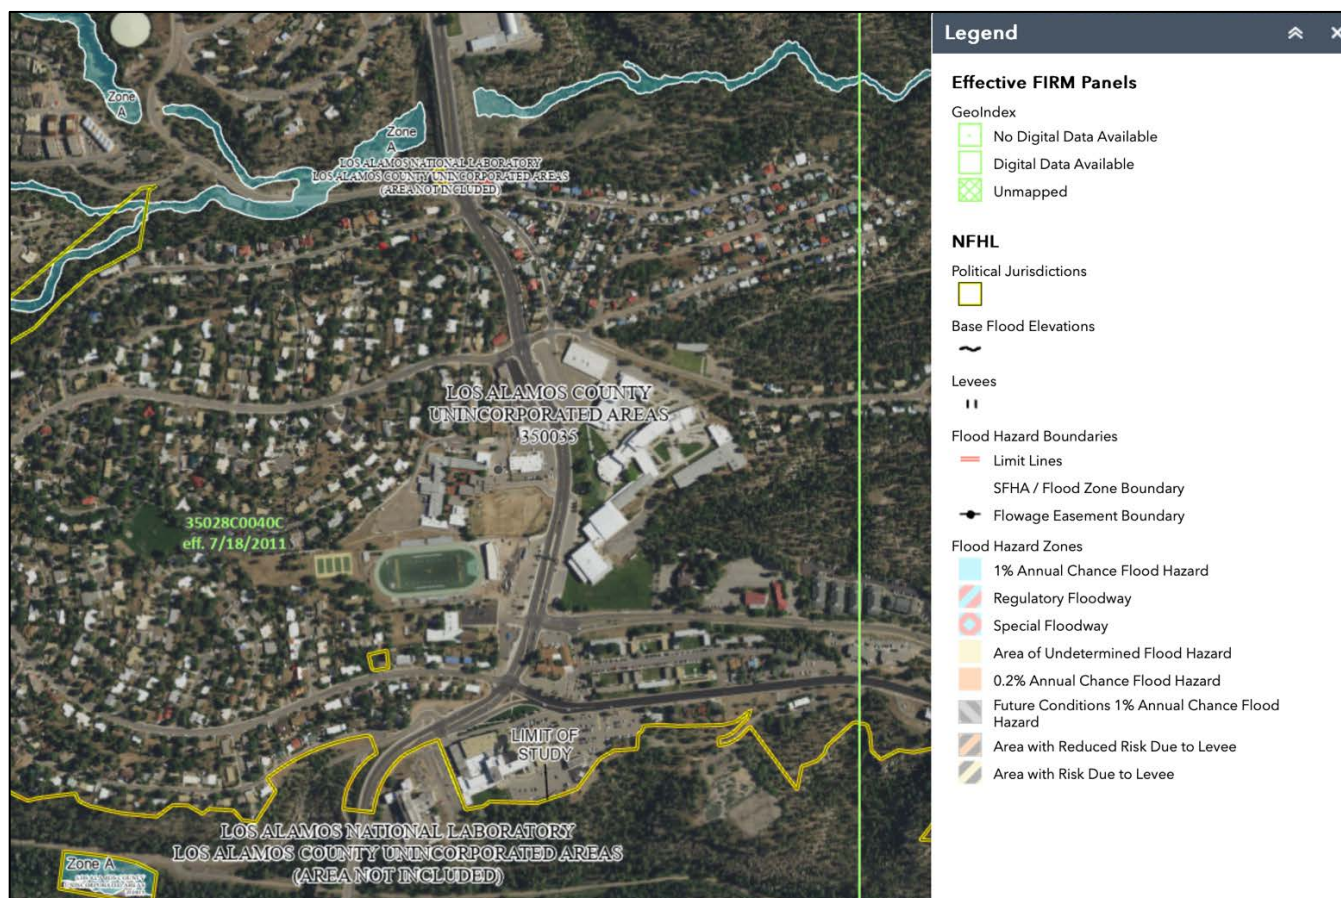 Zone
A
Zone
A
LOS ALAMOS NATIONAL LABORATORY
LOS ALAMOS COUNTY UNINCORPORATED AREAS
(AREA NOT INCLUDED)
LOS ALAMOS COUNTY
UNINCORPORATED AREAS
350035
35028C0040C
eff. 7/18/2011
LIMIT OF
STUDY
LOS ALAMOS NATIONAL LABORATORY
LOS ALAMOS COUNTY UNINCORPORATED AREAS
(AREA NOT INCLUDED)
Zone A
LOS ALAMOS COUNTY
UNINCORPORATED AREAS
Legend
Effective FIRM Panels
GeoIndex
No Digital Data Available
Digital Data Available
Unmapped
NFHL
Political Jurisdictions
Base Flood Elevations
Levees
Flood Hazard Boundaries
Limit Lines
SFHA / Flood Zone Boundary
Flowage Easement Boundary
Flood Hazard Zones
1% Annual Chance Flood Hazard
Regulatory Floodway
Special Floodway
Area of Undetermined Flood Hazard
0.2% Annual Chance Flood Hazard
Future Conditions 1% Annual Chance Flood
Hazard
Area with Reduced Risk Due to Levee
Area with Risk Due to Levee